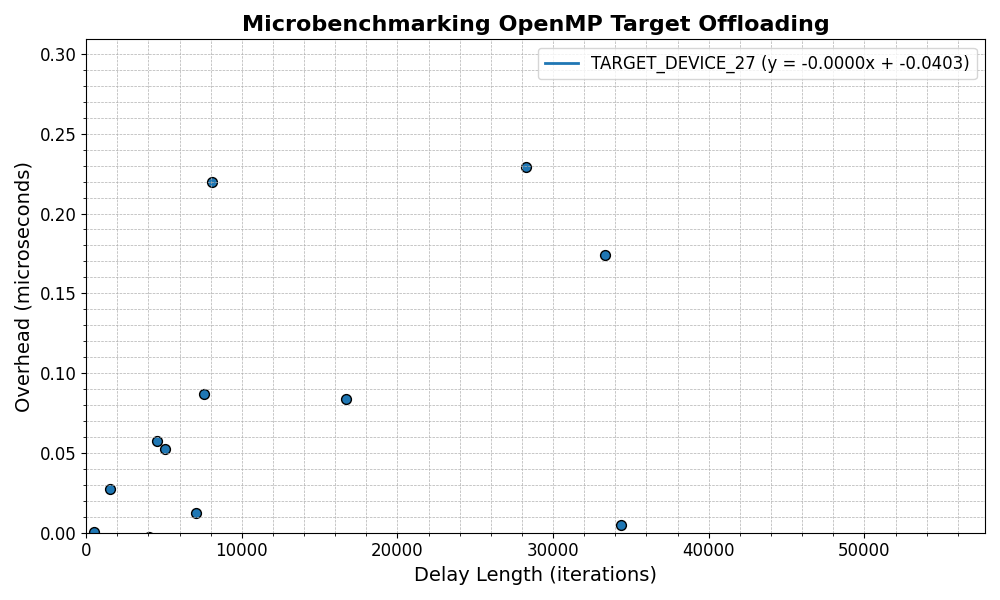 Microbenchmarking OpenMP Target Offloading
TARGET_DEVICE_27 (y = -0.0000x + -0.0403)
Overhead (microseconds)
0.30
0.25
0.20
0.15
0.10
0.05
0.00
0 10000 20000 30000 40000 50000
Delay Length (iterations)